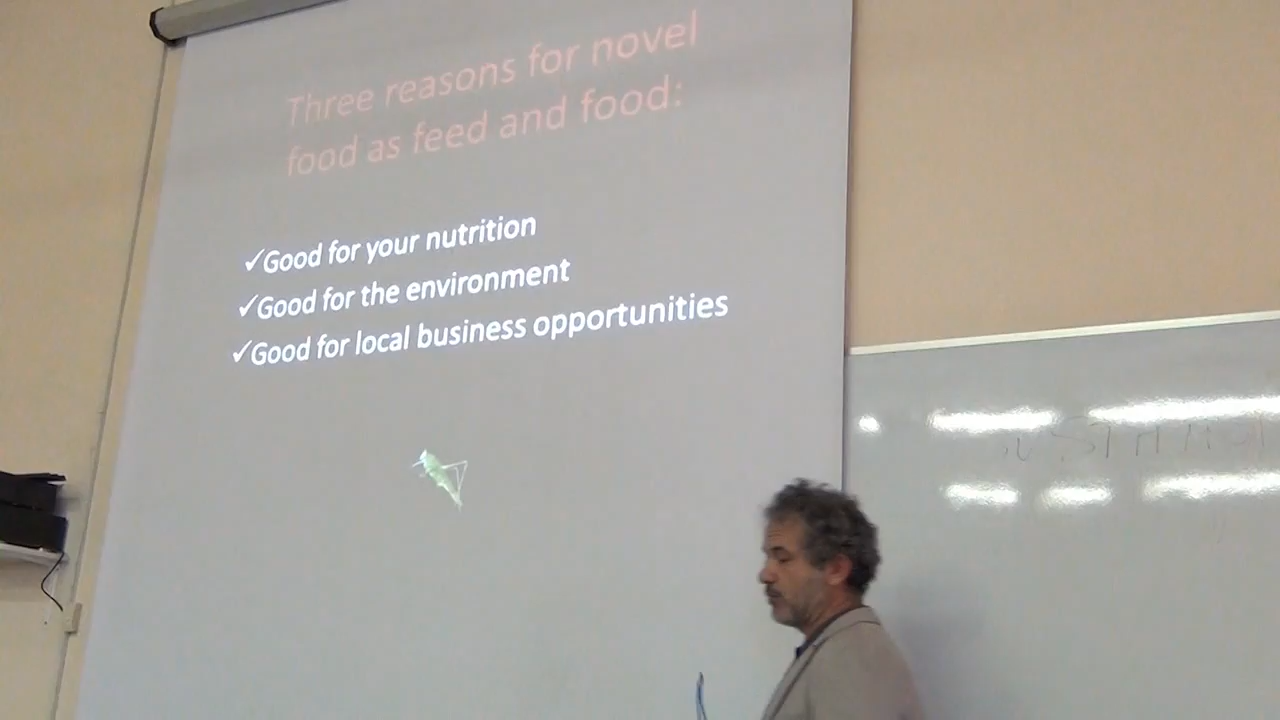 Three reasons for novel
food as feed and food:
✓Good for your nutrition
✓Good for the environment
✓Good for local business opportunities